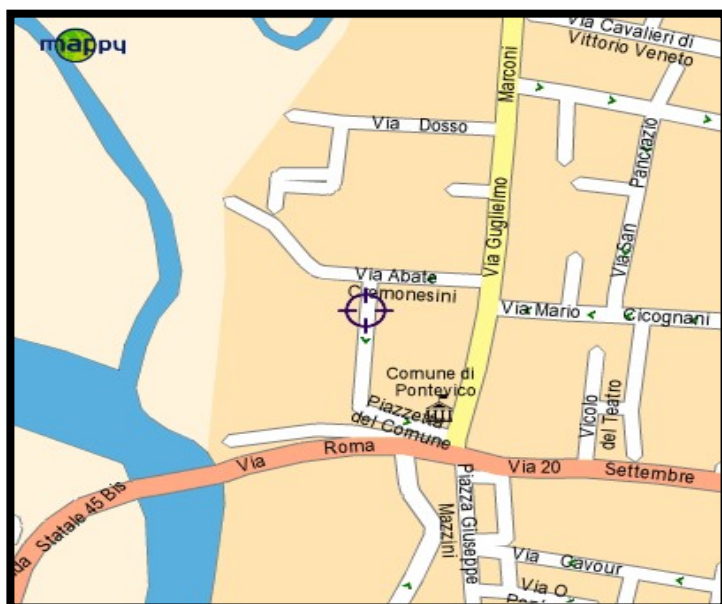 mappy
Via Cavalieri di
Vittorio Veneto
Marconi
Via Dosso
Pancrazio
Via Guglielmo
Via San
Via Abate
Cremonesini
Via Mario Cicognani
Comune di
Pontevico
Piazzetta
del Comune
Vicolo
del Teatro
Via Roma
Via 20 Settembre
Statale 45 Bis
Mazzini
Piazza Giuseppe
Via Cavour
Via O